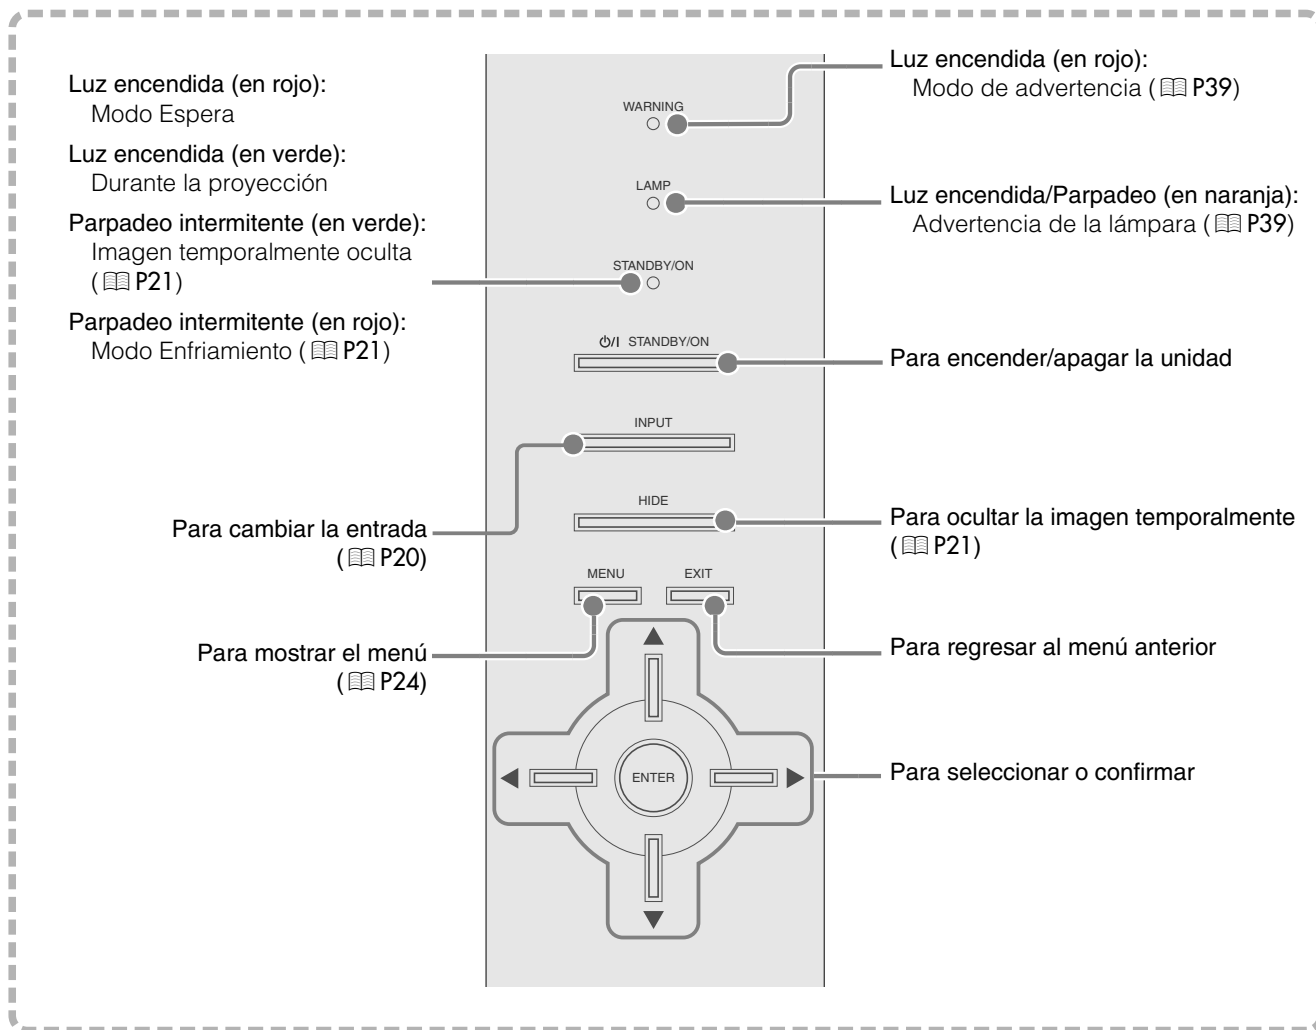 Luz encendida (en rojo):
Modo Espera
Luz encendida (en verde):
Durante la proyección
Parpadeo intermitente (en verde):
Imagen temporalmente oculta
(P21)
Parpadeo intermitente (en rojo):
Modo Enfriamiento (P21)
Para cambiar la entrada
(P20)
Para mostrar el menú
(P24)
WARNING
LAMP
STANDBY/ON
⏻/I STANDBY/ON
INPUT
HIDE
MENU EXIT
ENTER
Luz encendida (en rojo):
Modo de advertencia (P39)
Luz encendida/Parpadeo (en naranja):
Advertencia de la lámpara (P39)
Para encender/apagar la unidad
Para ocultar la imagen temporalmente
(P21)
Para regresar al menú anterior
Para seleccionar o confirmar